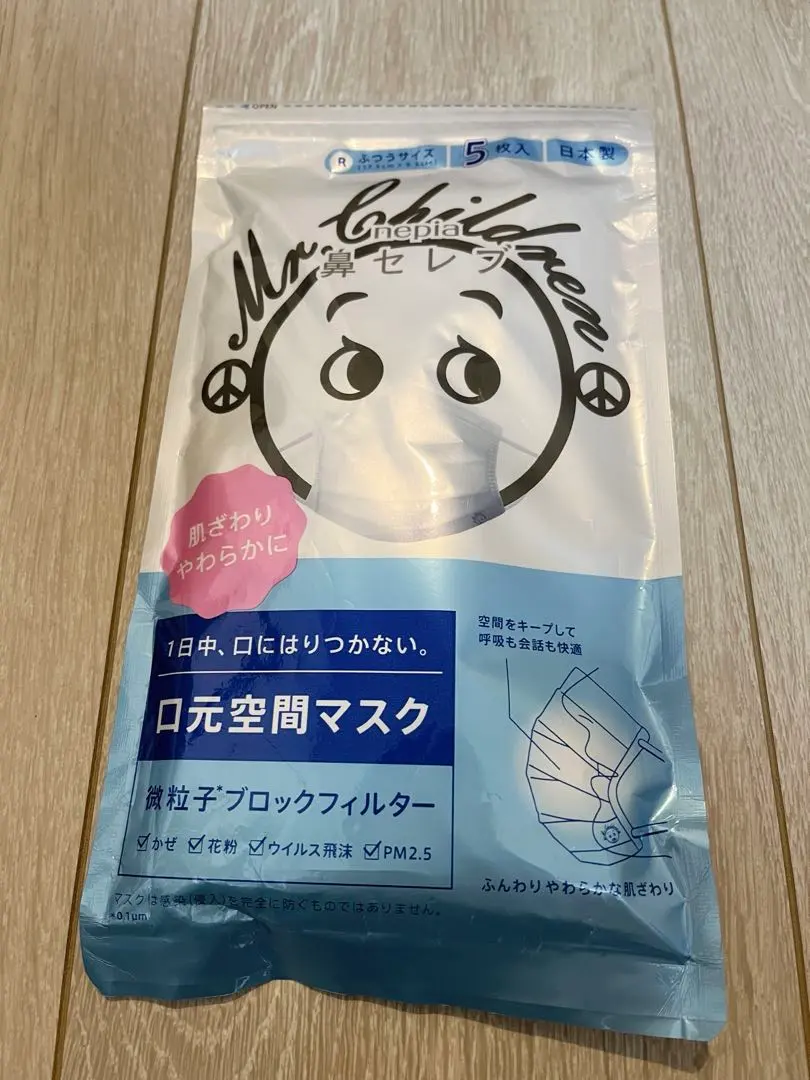 OPEN
R ふつうサイズ 5枚入 日本製
Mr. Children
nepia
鼻セレブ
肌ざわり
やわらかに
1日中、口にはりつかない。
口元空間マスク
微粒子*ブロックフィルター
かぜ 花粉 ウイルス飛沫 PM2.5
マスクは感染(侵入)を完全に防ぐものではありません。
*0.1μm
空間をキープして
呼吸も会話も快適
ふんわりやわらかな肌ざわり